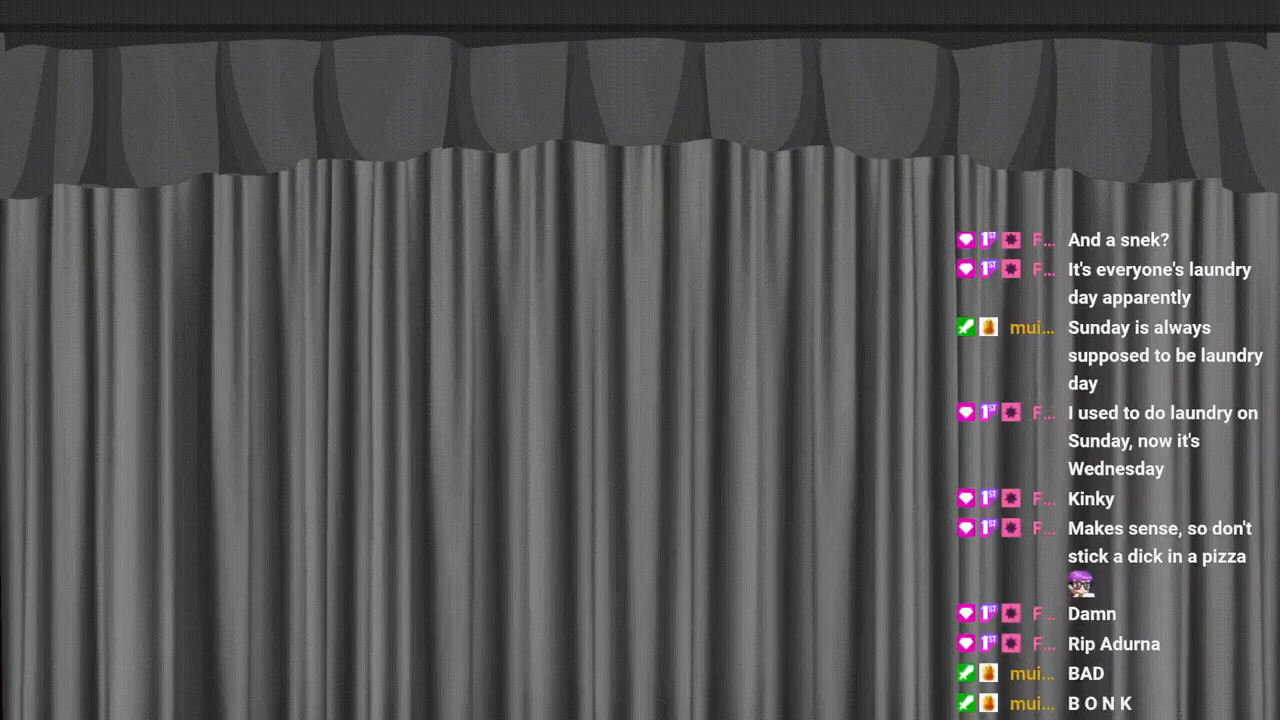 F... And a snek?
F... It's everyone's laundry
day apparently
mui... Sunday is always
supposed to be laundry
day
F... I used to do laundry on
Sunday, now it's
Wednesday
F... Kinky
F... Makes sense, so don't
stick a dick in a pizza
F... Damn
F... Rip Adurna
mui... BAD
mui... B O N K